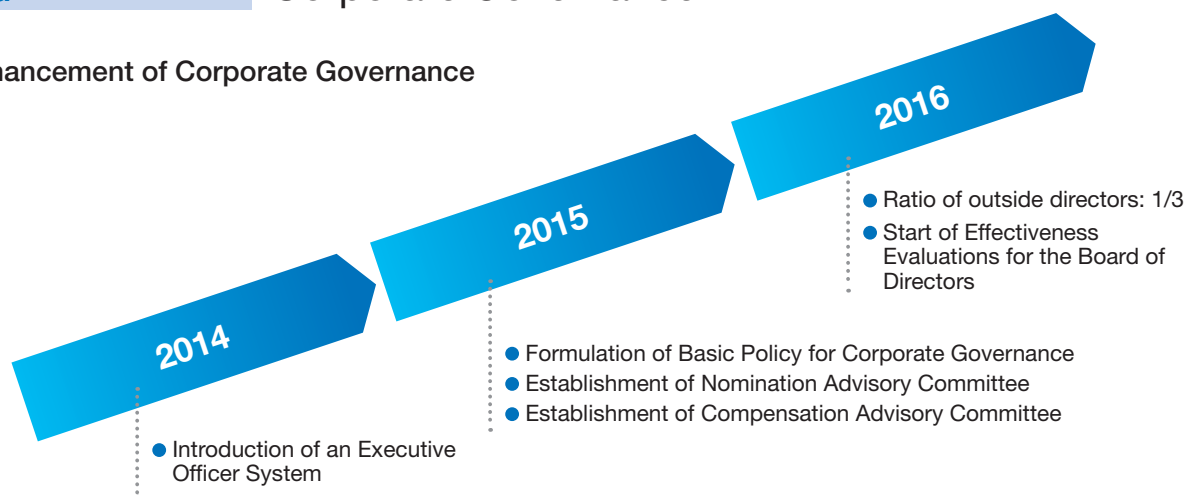 hancement of Corporate Governance
2014
Introduction of an Executive
Officer System
2015
Formulation of Basic Policy for Corporate Governance
Establishment of Nomination Advisory Committee
Establishment of Compensation Advisory Committee
2016
Ratio of outside directors: 1/3
Start of Effectiveness
Evaluations for the Board of
Directors